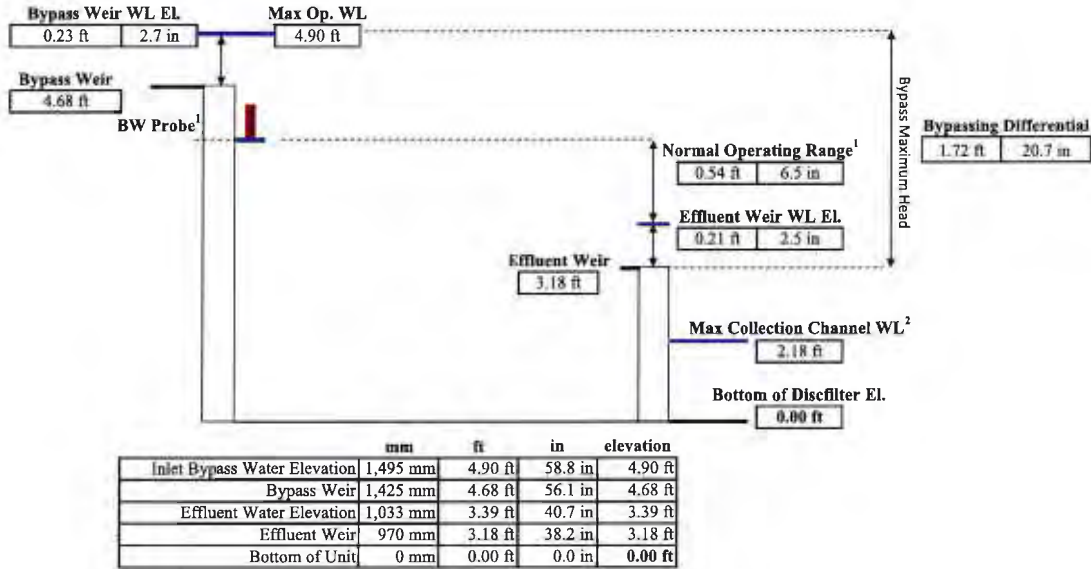 Bypass Weir WL El.
0.23 ft 2.7 in
Max Op. WL
4.90 ft
Bypass Weir
4.68 ft
BW Probe¹
Bypass Maximum Head
Bypassing Differential
1.72 ft 20.7 in
Normal Operating Range¹
0.54 ft 6.5 in
Effluent Weir WL El.
0.21 ft 2.5 in
Effluent Weir
3.18 ft
Max Collection Channel WL²
2.18 ft
Bottom of Discfilter El.
0.00 ft
mm ft in elevation
Inlet Bypass Water Elevation 1,495 mm 4.90 ft 58.8 in 4.90 ft
Bypass Weir 1,425 mm 4.68 ft 56.1 in 4.68 ft
Effluent Water Elevation 1,033 mm 3.39 ft 40.7 in 3.39 ft
Effluent Weir 970 mm 3.18 ft 38.2 in 3.18 ft
Bottom of Unit 0 mm 0.00 ft 0.0 in 0.00 ft